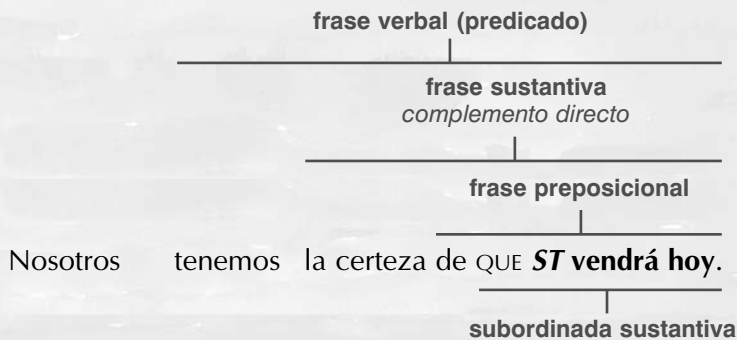 frase verbal (predicado)
frase sustantiva
complemento directo
frase preposicional
Nosotros tenemos la certeza de QUE ST vendrá hoy.
subordinada sustantiva